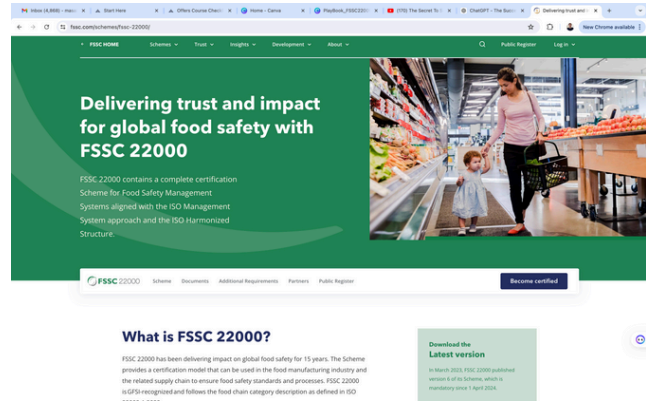 Inbox (4,869) - maxi
Start Here
Offers Course Check
Home - Canva
PlayBook_FSSC2200
(170) The Secret To S
ChatGPT - The Succe
Delivering trust and i
fssc.com/schemes/fssc-22000/
New Chrome available
FSSC HOME
Schemes
Trust
Insights
Development
About
Public Register
Log in
Delivering trust and impact
for global food safety with
FSSC 22000
FSSC 22000 contains a complete certification
Scheme for Food Safety Management
Systems aligned with the ISO Management
System approach and the ISO Harmonized
Structure.
FSSC 22000
Scheme
Documents
Additional Requirements
Partners
Public Register
Become certified
What is FSSC 22000?
FSSC 22000 has been delivering impact on global food safety for 15 years. The Scheme
provides a certification model that can be used in the food manufacturing industry and
the related supply chain to ensure food safety standards and processes. FSSC 22000
is GFSI-recognized and follows the food chain category description as defined in ISO
Download the
Latest version
In March 2023, FSSC 22000 published
version 6 of its Scheme, which is
mandatory since 1 April 2024.